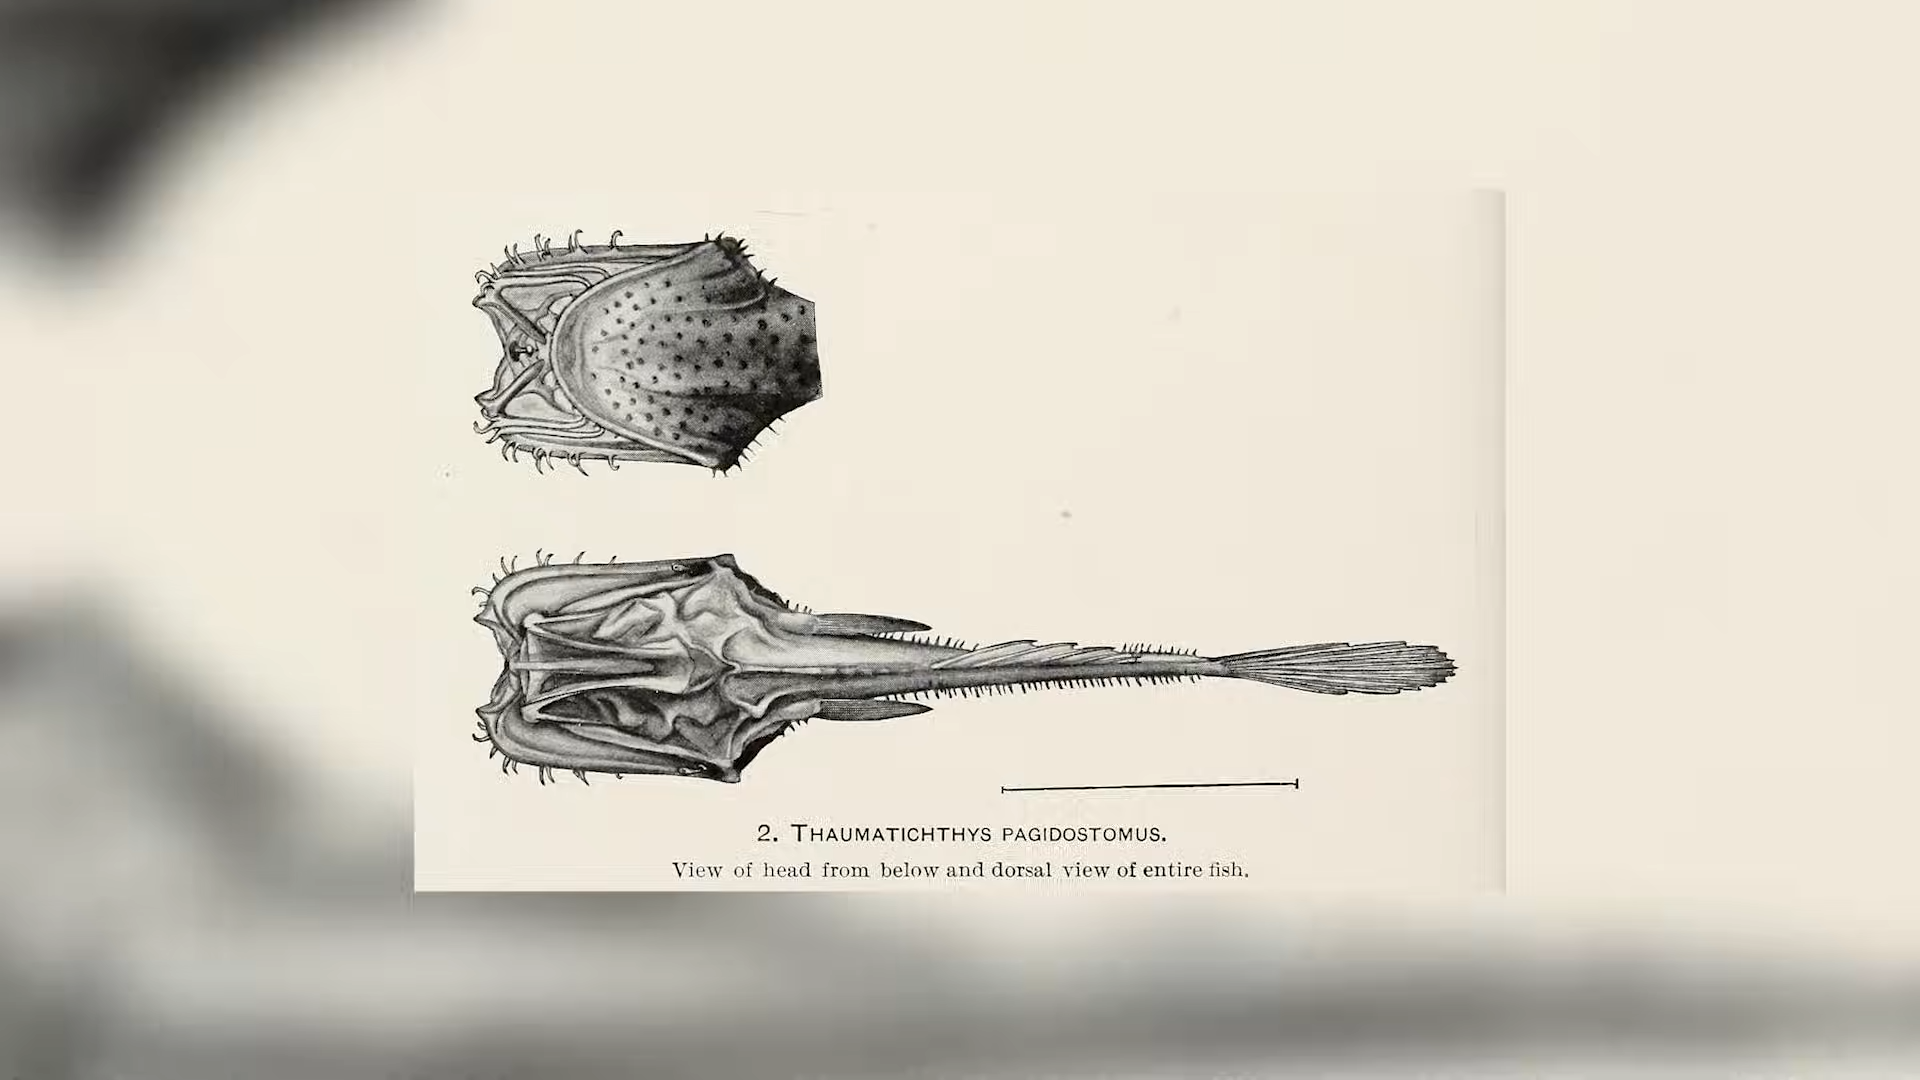 2. THAUMATICHTHYS PAGIDOSTOMUS.
View of head from below and dorsal view of entire fish.